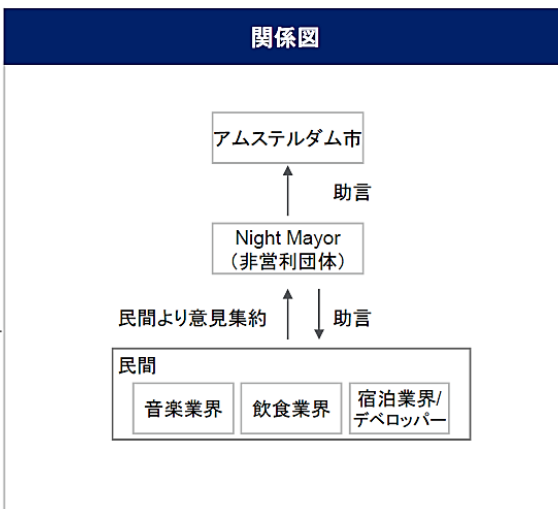 関係図
アムステルダム市
助言
Night Mayor
（非営利団体）
民間より意見集約
助言
民間
音楽業界
飲食業界
宿泊業界/
デベロッパー